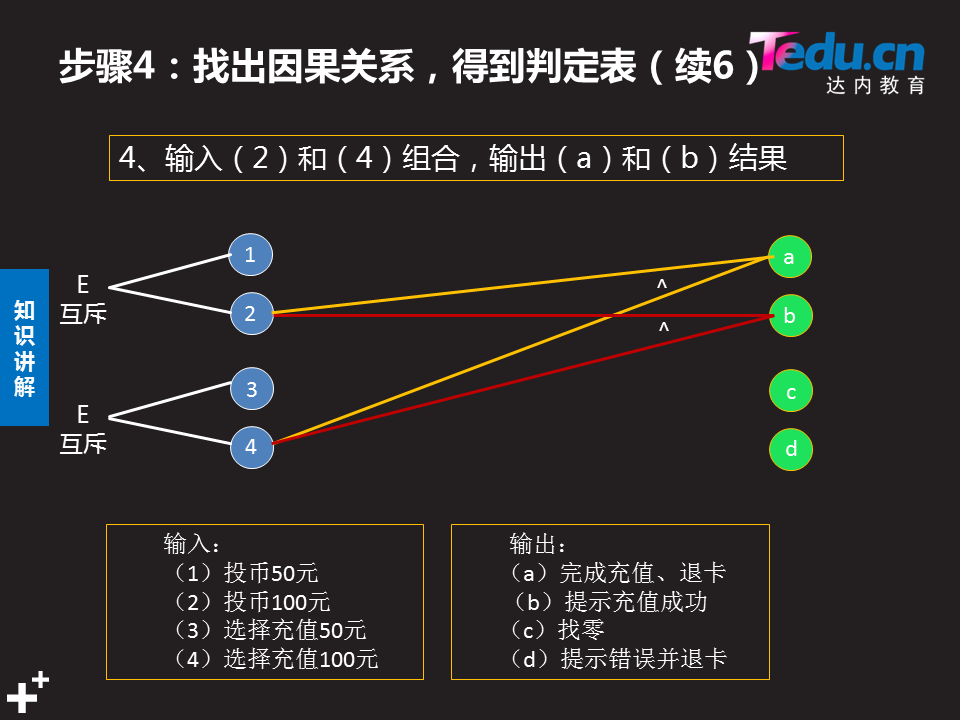 步骤4：找出因果关系，得到判定表（续6）
Tedu.cn
达内教育
4、输入（2）和（4）组合，输出（a）和（b）结果
知识讲解
E
互斥
E
互斥
1
2
3
4
^
^
a
b
c
d
输入：
（1）投币50元
（2）投币100元
（3）选择充值50元
（4）选择充值100元
输出：
（a）完成充值、退卡
（b）提示充值成功
（c）找零
（d）提示错误并退卡